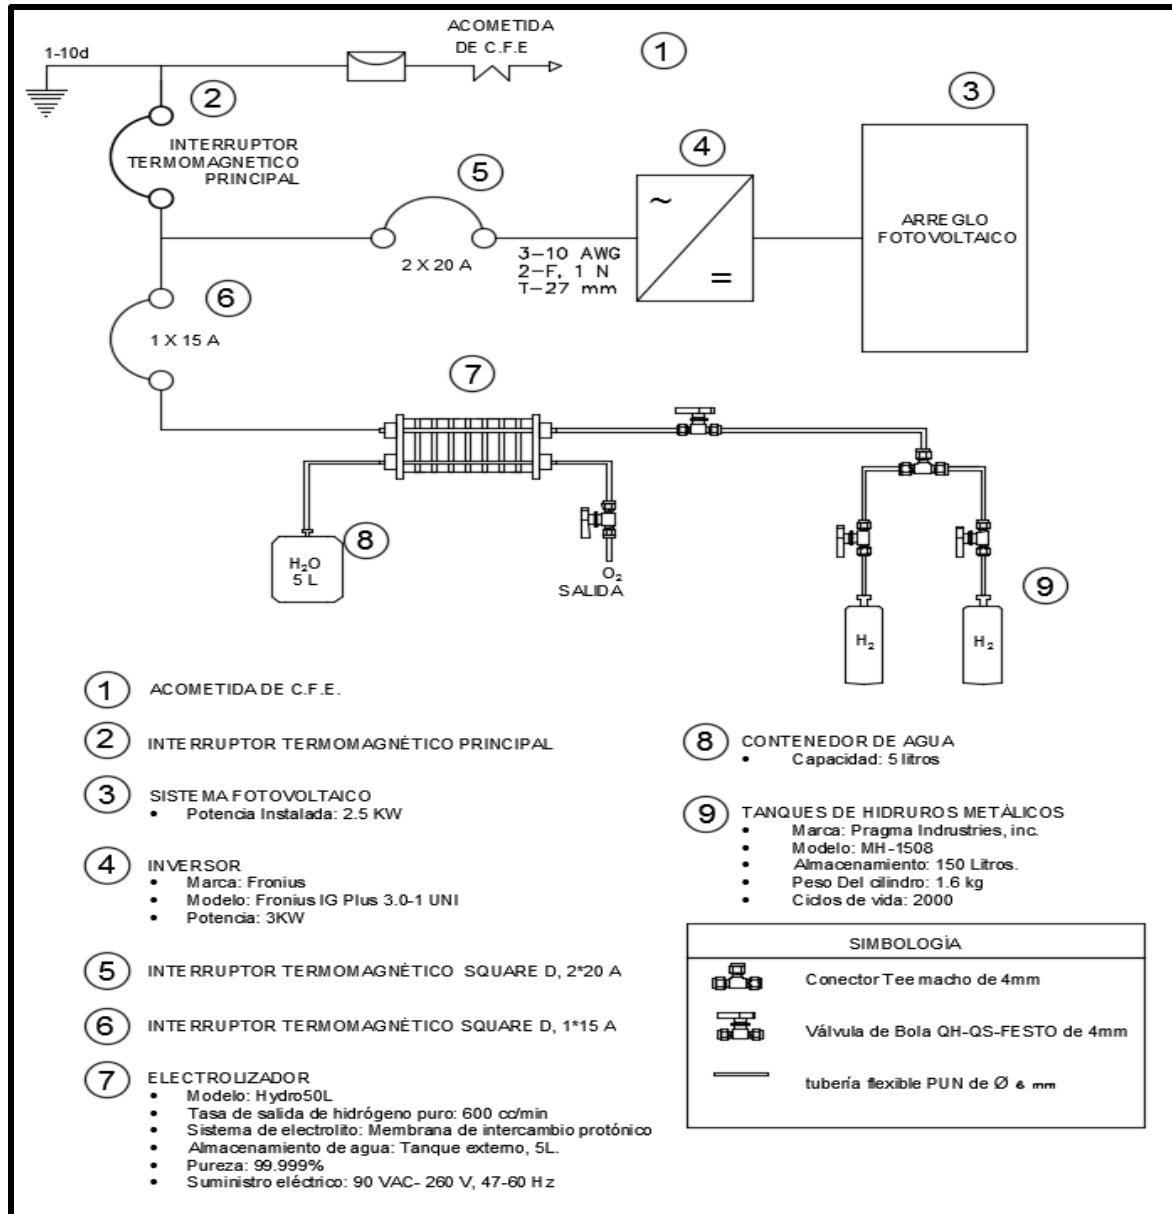 ACOMETIDA
DE C.F.E
1
1-10d
2
3
INTERRUPTOR
TERMOMAGNETICO
PRINCIPAL
4
5
ARREGLO
FOTOVOLTAICO
~
=
2 X 20 A
3-10 AWG
2-F, 1 N
T-27 mm
6
1 X 15 A
7
8
H2O
5 L
O2
SALIDA
9
H2
H2
1 ACOMETIDA DE C.F.E.
2 INTERRUPTOR TERMOMAGNÉTICO PRINCIPAL
3 SISTEMA FOTOVOLTAICO
• Potencia Instalada: 2.5 KW
4 INVERSOR
• Marca: Fronius
• Modelo: Fronius IG Plus 3.0-1 UNI
• Potencia: 3KW
5 INTERRUPTOR TERMOMAGNÉTICO SQUARE D, 2*20 A
6 INTERRUPTOR TERMOMAGNÉTICO SQUARE D, 1*15 A
7 ELECTROLIZADOR
• Modelo: Hydro50L
• Tasa de salida de hidrógeno puro: 600 cc/min
• Sistema de electrolito: Membrana de intercambio protónico
• Almacenamiento de agua: Tanque externo, 5L.
• Pureza: 99.999%
• Suministro eléctrico: 90 VAC- 260 V, 47-60 Hz
8 CONTENEDOR DE AGUA
• Capacidad: 5 litros
9 TANQUES DE HIDRUROS METÁLICOS
• Marca: Pragma Indrustries, inc.
• Modelo: MH-1508
• Almacenamiento: 150 Litros.
• Peso Del cilindro: 1.6 kg
• Ciclos de vida: 2000
SIMBOLOGÌA
Conector Tee macho de 4mm
Válvula de Bola QH-QS-FESTO de 4mm
tubería flexible PUN de Ø 6 mm